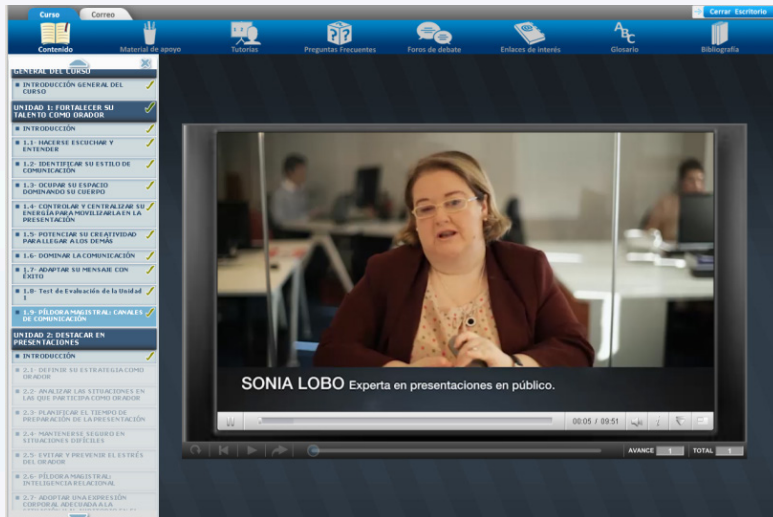 Curso
Correo
Cerrar Escritorio
Contenido
Material de apoyo
Tutorías
Preguntas Frecuentes
Foros de debate
Enlaces de interés
Glosario
Bibliografía
GENERAL DEL CURSO
INTRODUCCIÓN GENERAL DEL
CURSO
UNIDAD 1: FORTALECER SU
TALENTO COMO ORADOR
INTRODUCCIÓN
1.1- HACERSE ESCUCHAR Y
ENTENDER
1.2- IDENTIFICAR SU ESTILO DE
COMUNICACIÓN
1.3- OCUPAR SU ESPACIO
DOMINANDO SU CUERPO
1.4- CONTROLAR Y CENTRALIZAR SU
ENERGÍA PARA MOVILIZARLA EN LA
PRESENTACIÓN
1.5- POTENCIAR SU CREATIVIDAD
PARA LLEGAR A LOS DEMÁS
1.6- DOMINAR LA COMUNICACIÓN
1.7- ADAPTAR SU MENSAJE CON
ÉXITO
1.8- Test de Evaluación de la Unidad
1
1.9- PÍLDORA MAGISTRAL: CANALES
DE COMUNICACIÓN
UNIDAD 2: DESTACAR EN
PRESENTACIONES
INTRODUCCIÓN
2.1- DEFINIR SU ESTRATEGIA COMO
ORADOR
2.2- ANALIZAR LAS SITUACIONES EN
LAS QUE PARTICIPA COMO ORADOR
2.3- PLANIFICAR EL TIEMPO DE
PREPARACIÓN DE LA PRESENTACIÓN
2.4- MANTENERSE SEGURO EN
SITUACIONES DIFÍCILES
2.5- EVITAR Y PREVENIR EL ESTRÉS
DEL ORADOR
2.6- PÍLDORA MAGISTRAL:
INTELIGENCIA RELACIONAL
2.7- ADOPTAR UNA EXPRESIÓN
CORPORAL ADECUADA A LA
SONIA LOBO Experta en presentaciones en público.
00:05 / 09:51
AVANCE 1 TOTAL 1